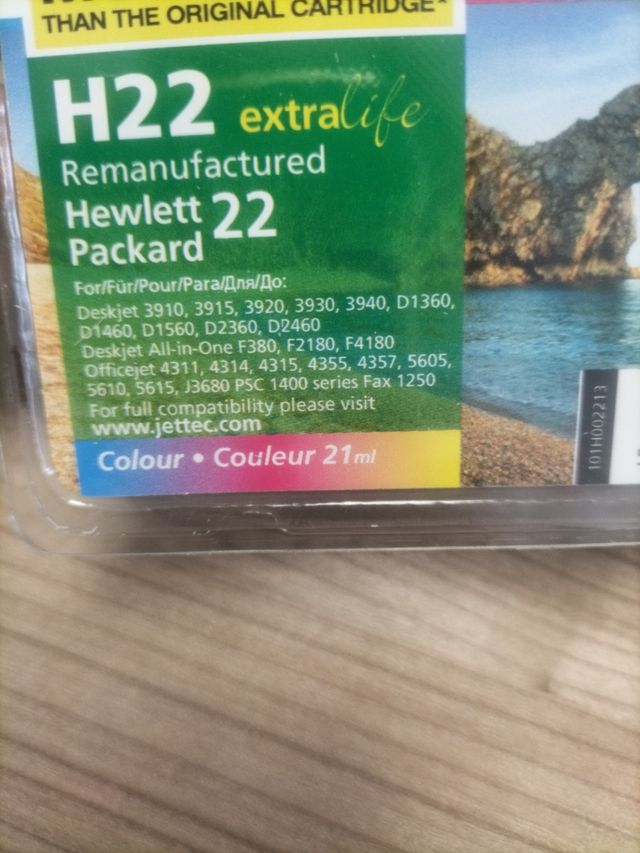 THAN THE ORIGINAL CARTRIDGE*
H22 extralife
Remanufactured
Hewlett 22
Packard
For/Für/Pour/Para/Для/До:
Deskjet 3910, 3915, 3920, 3930, 3940, D1360,
D1460, D1560, D2360, D2460
Deskjet All-in-One F380, F2180, F4180
Officejet 4311, 4314, 4315, 4355, 4357, 5605,
5610, 5615, J3680 PSC 1400 series Fax 1250
For full compatibility please visit
www.jettec.com
Colour • Couleur 21ml
101H002213